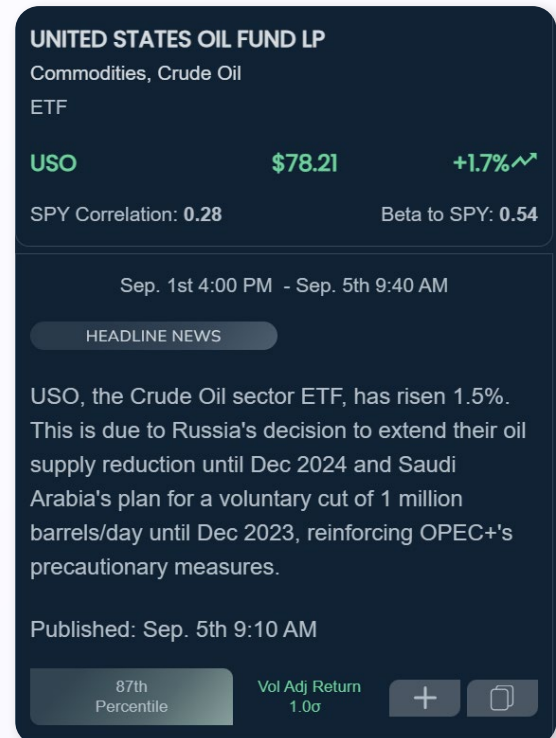 UNITED STATES OIL FUND LP
Commodities, Crude Oil
ETF
USO $78.21 +1.7%
SPY Correlation: 0.28 Beta to SPY: 0.54
Sep. 1st 4:00 PM - Sep. 5th 9:40 AM
HEADLINE NEWS
USO, the Crude Oil sector ETF, has risen 1.5%.
This is due to Russia's decision to extend their oil
supply reduction until Dec 2024 and Saudi
Arabia's plan for a voluntary cut of 1 million
barrels/day until Dec 2023, reinforcing OPEC+'s
precautionary measures.
Published: Sep. 5th 9:10 AM
87th
Percentile
Vol Adj Return
1.0σ